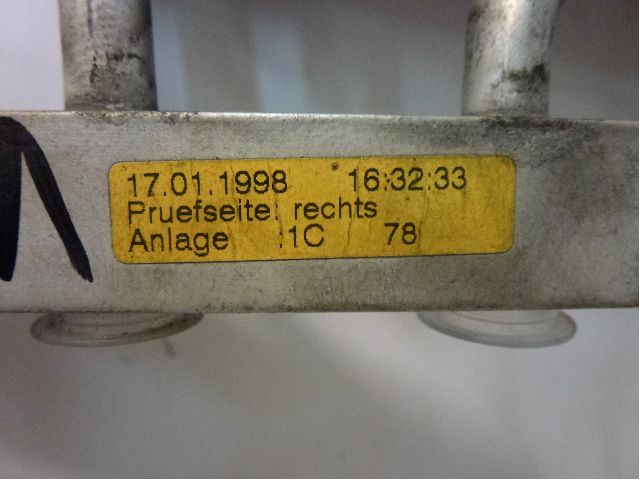 17.01.1998 16:32:33
Pruefseite: rechts
Anlage :1C 78